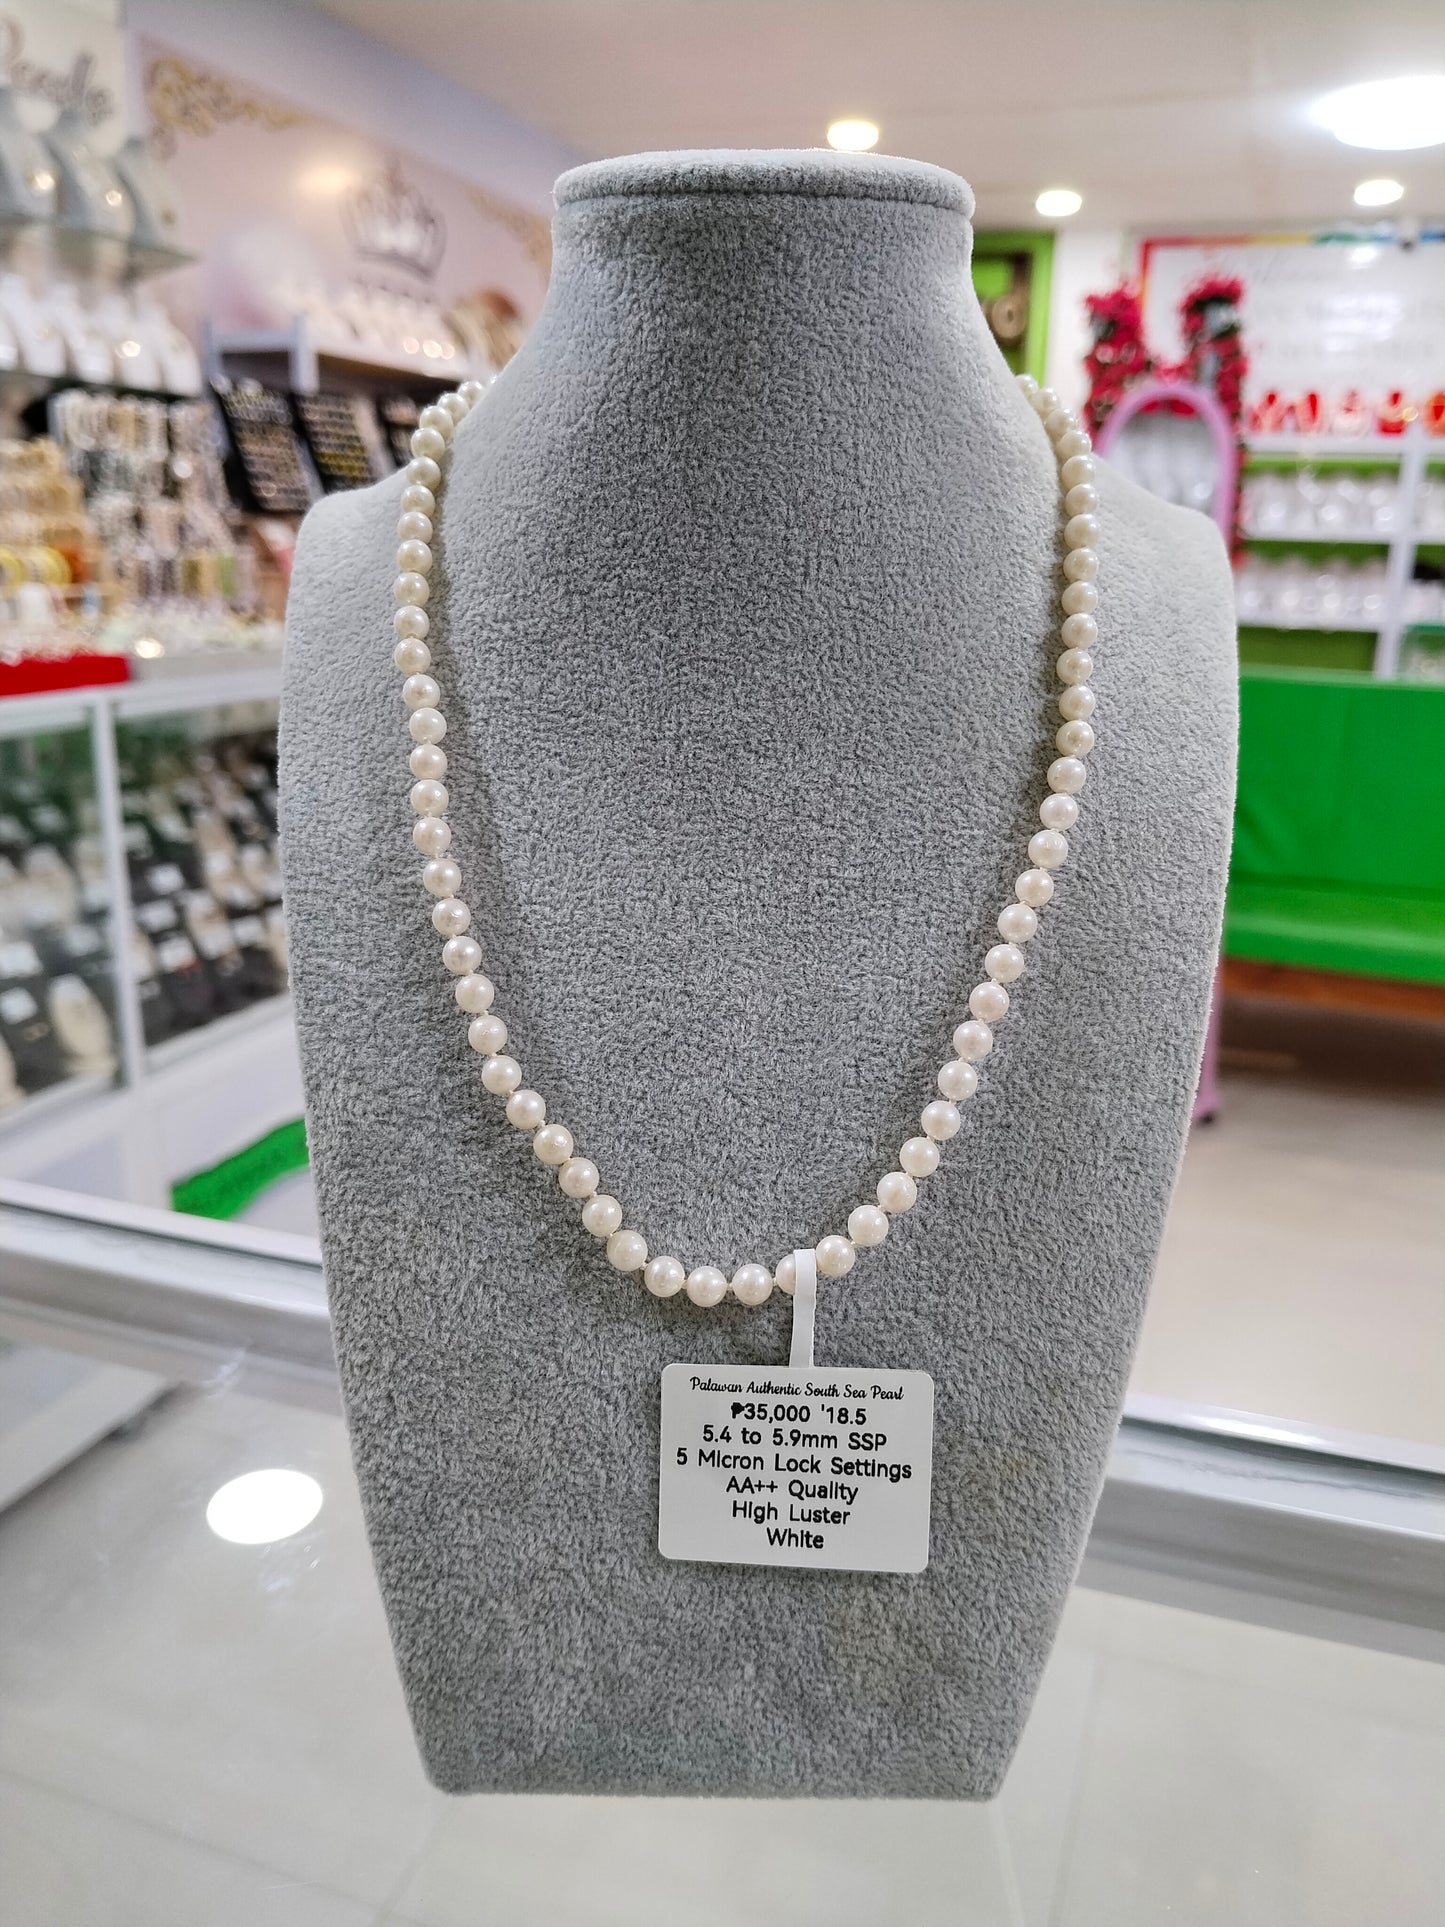 Palawan Authentic South Sea Pearl
₱35,000 '18.5
5.4 to 5.9mm SSP
5 Micron Lock Settings
AA++ Quality
High Luster
White